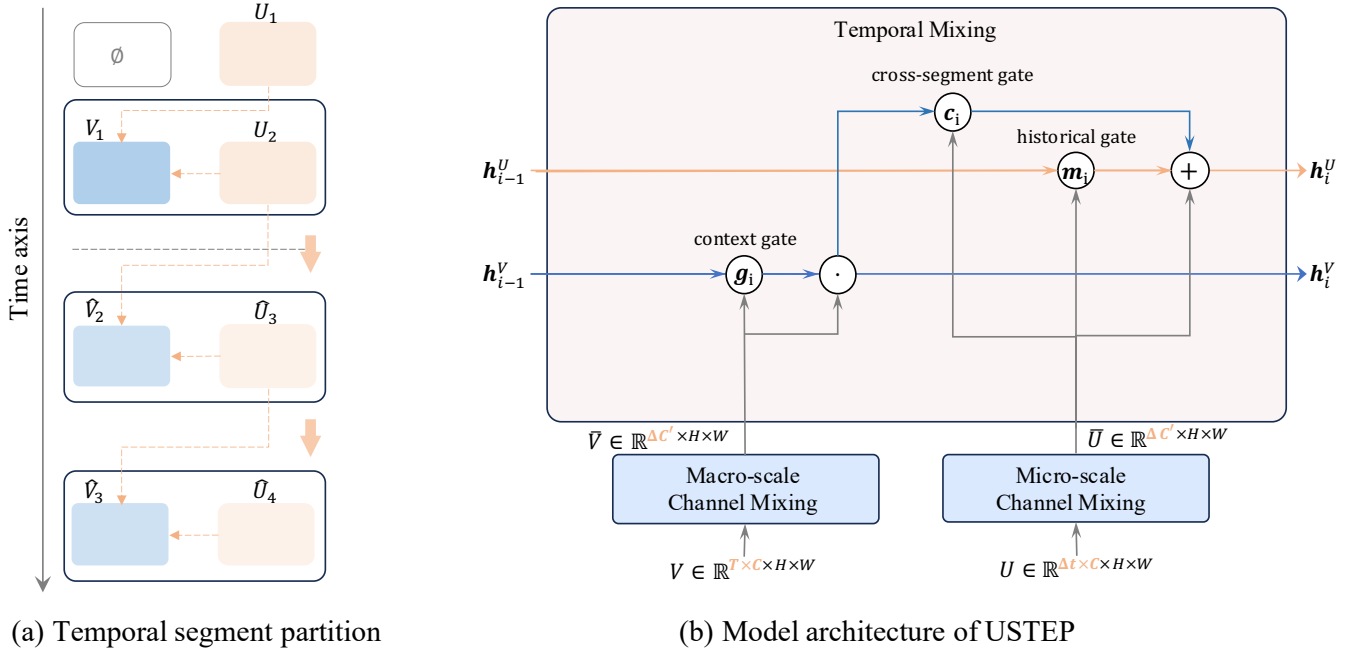 Time axis
∅
U₁
V₁
U₂
V̂₂
Û₃
V̂₃
Û₄
(a) Temporal segment partition
Temporal Mixing
cross-segment gate
cᵢ
historical gate
h^U_{i−1}
mᵢ
+
h^U_i
context gate
h^V_{i−1}
gᵢ
·
h^V_i
V̄ ∈ ℝ^{ΔC′×H×W}
Ū ∈ ℝ^{ΔC′×H×W}
Macro-scale
Channel Mixing
Micro-scale
Channel Mixing
V ∈ ℝ^{T×C×H×W}
U ∈ ℝ^{Δt×C×H×W}
(b) Model architecture of USTEP